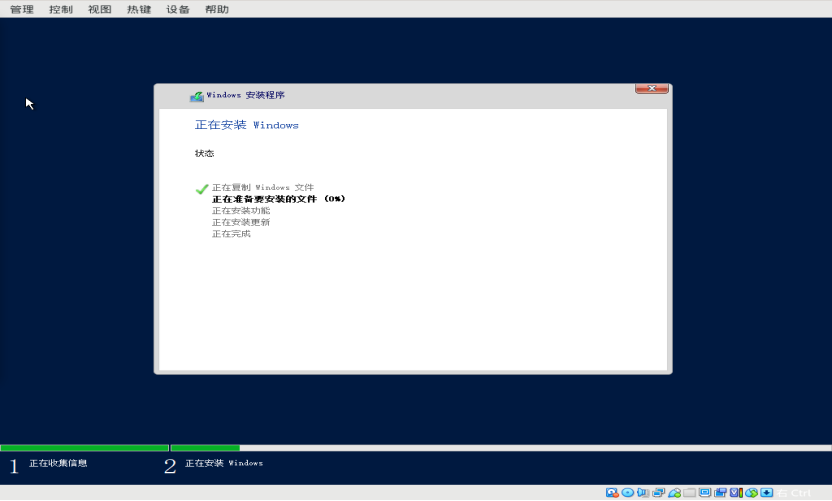 管理 控制 视图 热键 设备 帮助
Windows 安装程序
正在安装 Windows
状态
正在复制 Windows 文件
正在准备要安装的文件 (0%)
正在安装功能
正在安装更新
正在完成
1 正在收集信息
2 正在安装 Windows
右 Ctrl